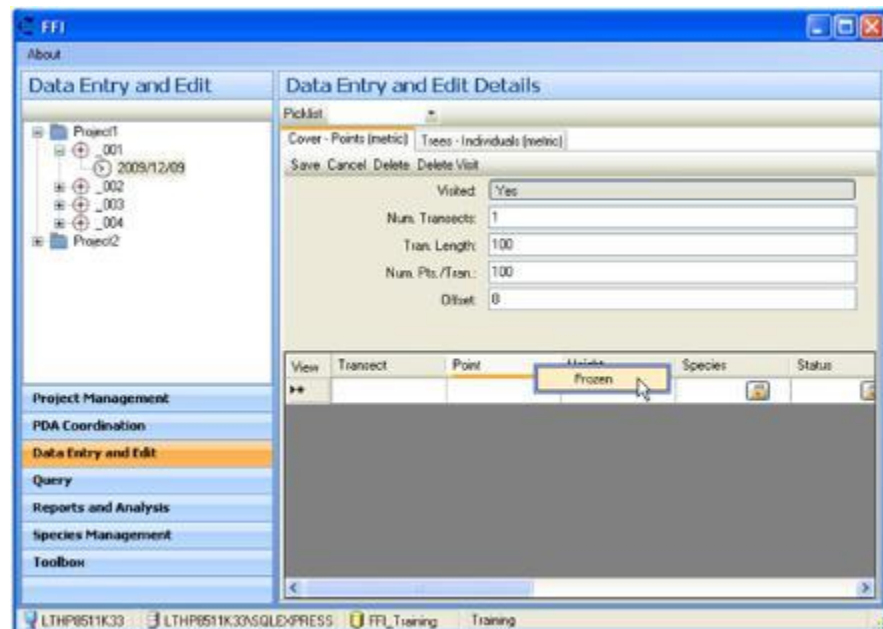 FFI
About
Data Entry and Edit
Project1
_001
2009/12/09
_002
_003
_004
Project2
Project Management
PDA Coordination
Data Entry and Edit
Query
Reports and Analysis
Species Management
Toolbox
Data Entry and Edit Details
Picklist
Cover - Points (metric) Trees - Individuals (metric)
Save Cancel Delete Delete Visit
Visited: Yes
Num. Transects: 1
Tran. Length: 100
Num. Pts./Tran.: 100
Offset: 0
View Transect Point Height Species Status
Frozen
LTHP8511K33 LTHP8511K33\SQLEXPRESS FFI_Training Training